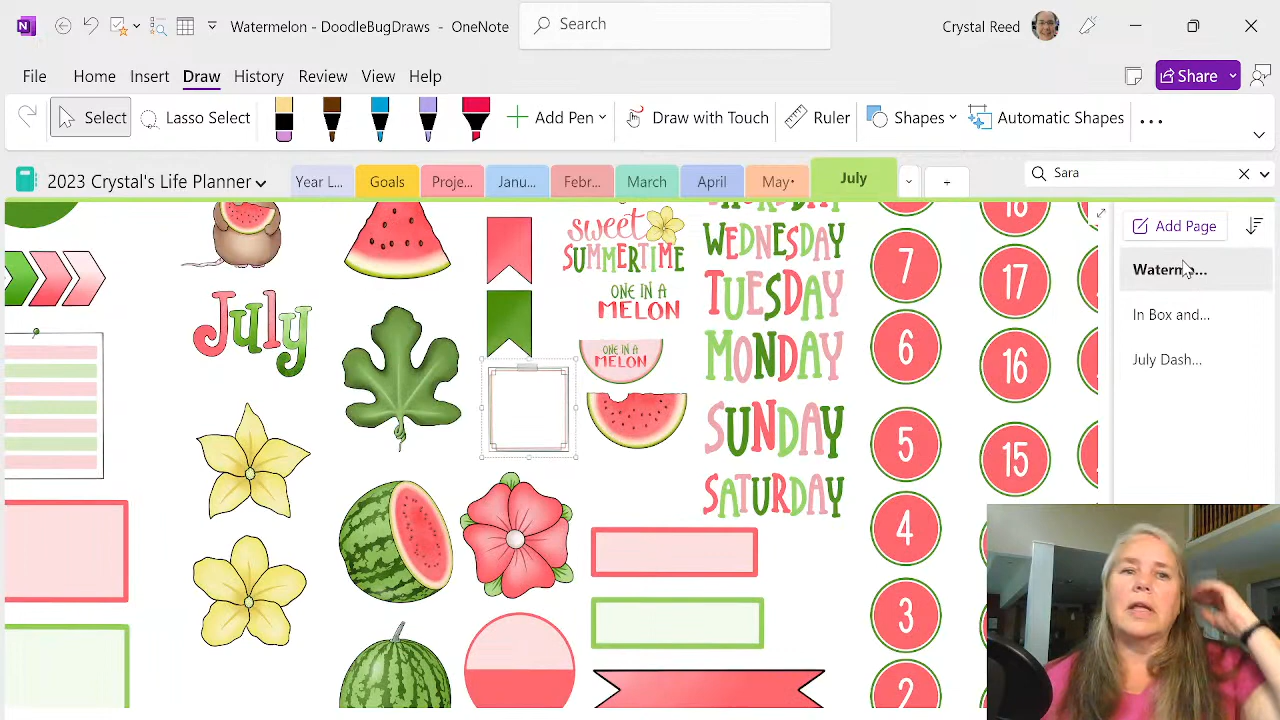 Watermelon - DoodleBugDraws - OneNote
Search
Crystal Reed
File Home Insert Draw History Review View Help
Share
Select Lasso Select Add Pen Draw with Touch Ruler Shapes Automatic Shapes ...
2023 Crystal's Life Planner Year L... Goals Proje... Janu... Febr... March April May• July + Sara
Add Page
Waterm...
In Box and...
July Dash...
July
sweet
SUMMERTIME
ONE IN A
MELON
ONE IN A
MELON
WEDNESDAY
TUESDAY
MONDAY
SUNDAY
SATURDAY
7
6
5
4
3
2
18
17
16
15